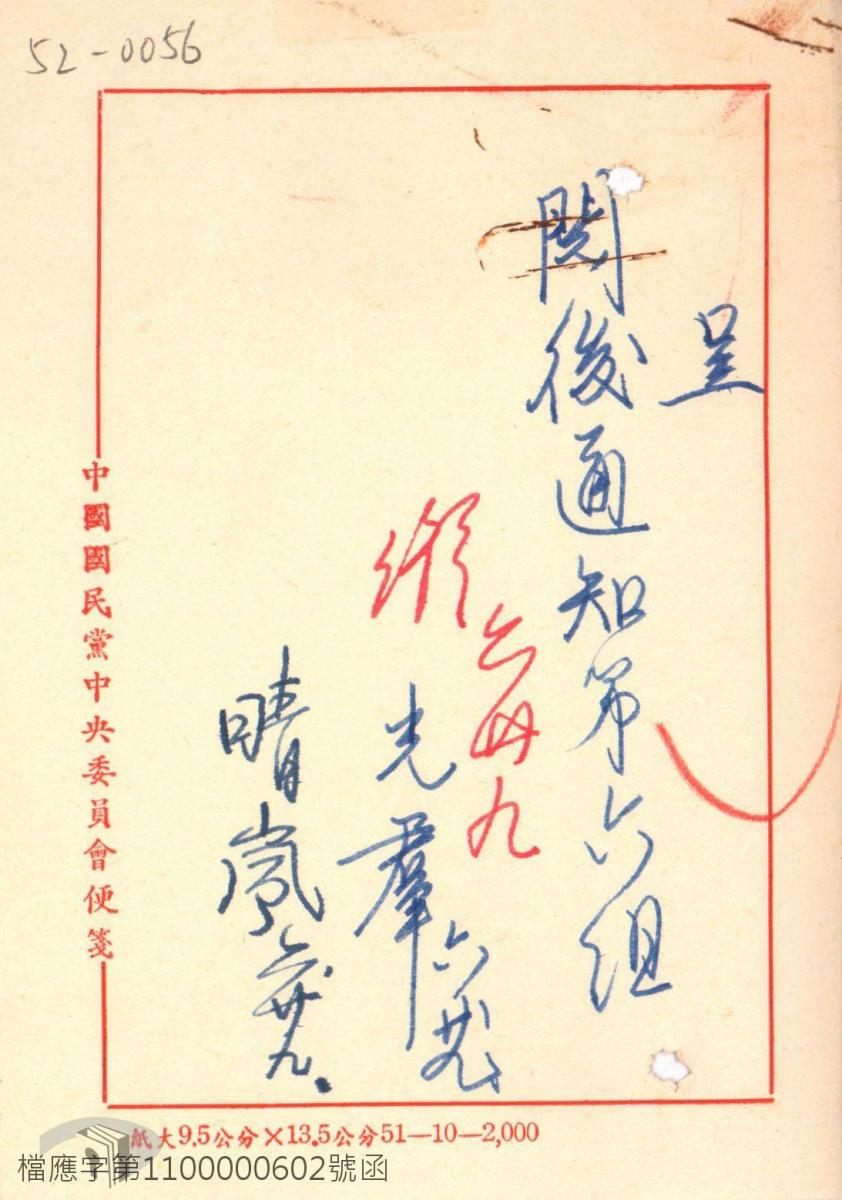 52-0056
呈
閱後通知第六組
縱 六廿九
光羣 六廿九
晴嵐 六廿九.
中國國民黨中央委員會便箋
紙大9.5公分×13.5公分51—10—2,000
檔應字第1100000602號函